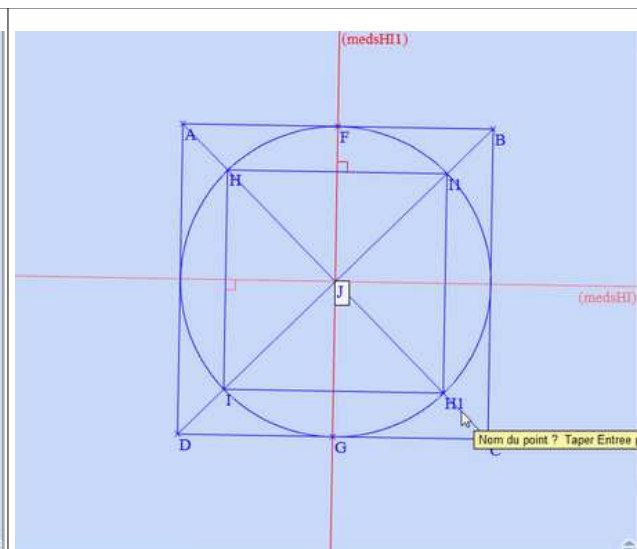 (medsHI1)
A
F
B
H
I1
J
(medsHI)
I
H1
Nom du point ? Taper Entree p
D
G
C